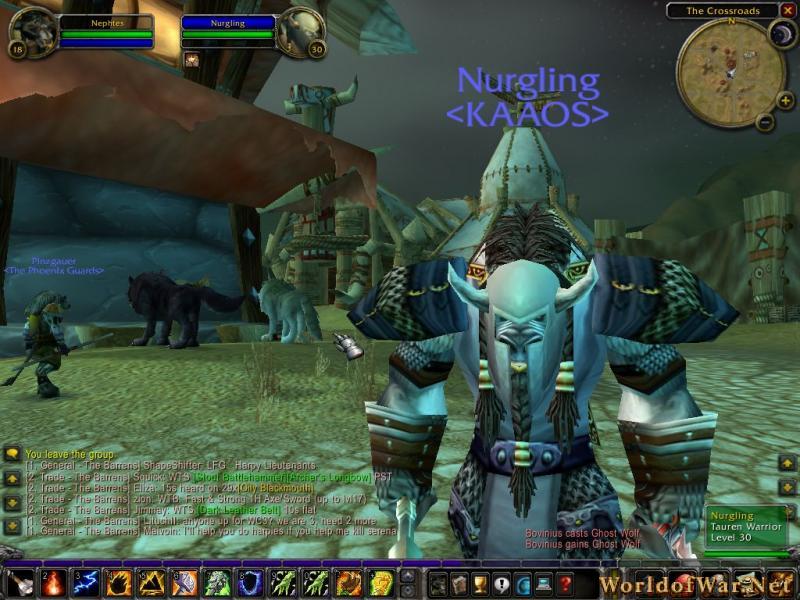 Nephtes
18
Nurgling
30
The Crossroads
N
Nurgling
<KAAOS>
Pinzgauer
<The Phoenix Guards>
You leave the group
[1. General - The Barrens] ShapeShifter: LFG Harpy Lieutenants
[2. Trade - The Barrens] Squick: WTS [Gloom Battlehammer][Archer's Longbow] PST
[2. Trade - The Barrens] Eliza: 15s heard on 20x[Oily Blackmouth]
[2. Trade - The Barrens] zion: WTB: Fast & Strong 1H Axe/Sword (up to lvl17)
[2. Trade - The Barrens] Jimmey: WTS [Dark Leather Belt] 10s flat
[1. General - The Barrens] anyone up for WC?? we are 3, need 2 more
[1. General - The Barrens] Malvoin: I'll help you do harpies if you help me kill serena
Bovinius casts Ghost Wolf.
Bovinius gains Ghost Wolf.
Nurgling
Tauren Warrior
Level 30
WorldofWar.Net